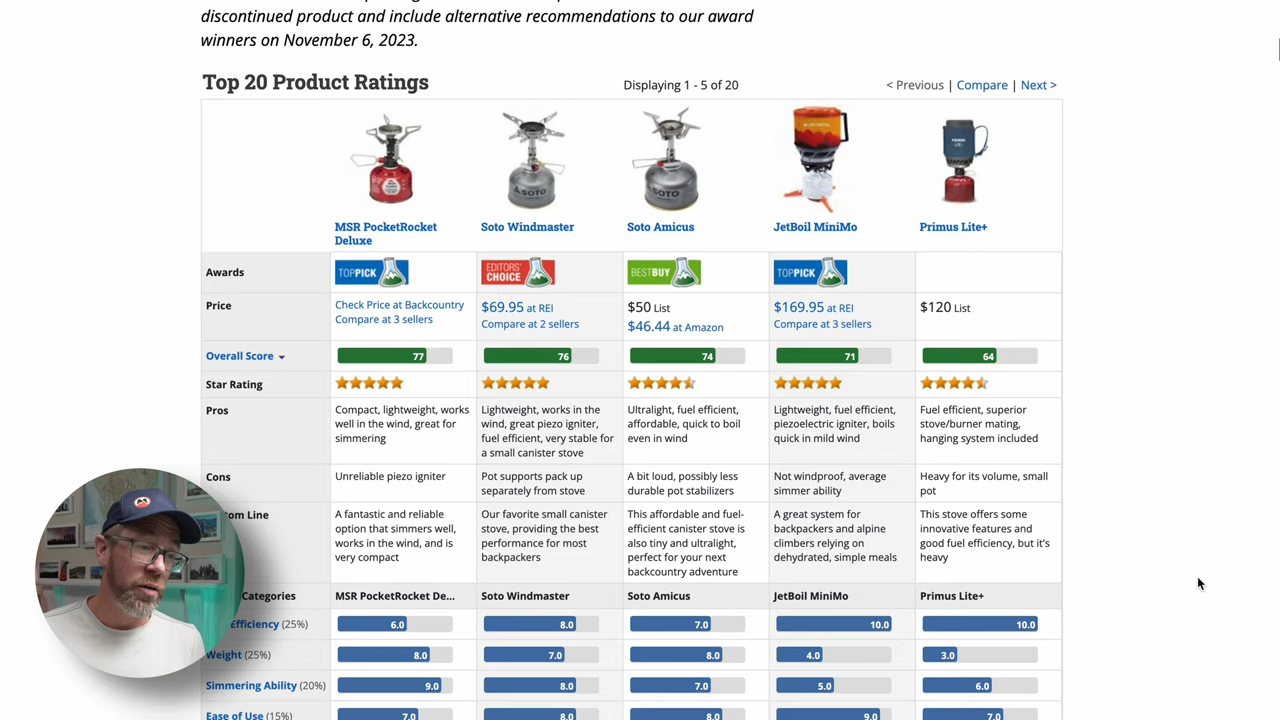 discontinued product and include alternative recommendations to our award
winners on November 6, 2023.
Top 20 Product Ratings
Displaying 1 - 5 of 20
< Previous | Compare | Next >
SOTO
SOTO
MSR PocketRocket
Deluxe
Soto Windmaster
Soto Amicus
JetBoil MiniMo
Primus Lite+
Awards
TOP PICK
EDITORS' CHOICE
BEST BUY
TOP PICK
Price
Check Price at Backcountry
Compare at 3 sellers
$69.95 at REI
Compare at 2 sellers
$50 List
$46.44 at Amazon
$169.95 at REI
Compare at 3 sellers
$120 List
Overall Score
77
76
74
71
64
Star Rating
Pros
Compact, lightweight, works
well in the wind, great for
simmering
Lightweight, works in the
wind, great piezo igniter,
fuel efficient, very stable for
a small canister stove
Ultralight, fuel efficient,
affordable, quick to boil
even in wind
Lightweight, fuel efficient,
piezoelectric igniter, boils
quick in mild wind
Fuel efficient, superior
stove/burner mating,
hanging system included
Cons
Unreliable piezo igniter
Pot supports pack up
separately from stove
A bit loud, possibly less
durable pot stabilizers
Not windproof, average
simmer ability
Heavy for its volume, small
pot
om Line
A fantastic and reliable
option that simmers well,
works in the wind, and is
very compact
Our favorite small canister
stove, providing the best
performance for most
backpackers
This affordable and fuel-
efficient canister stove is
also tiny and ultralight,
perfect for your next
backcountry adventure
A great system for
backpackers and alpine
climbers relying on
dehydrated, simple meals
This stove offers some
innovative features and
good fuel efficiency, but it's
heavy
Categories
MSR PocketRocket De...
Soto Windmaster
Soto Amicus
JetBoil MiniMo
Primus Lite+
Efficiency (25%)
6.0
8.0
7.0
10.0
10.0
Weight (25%)
8.0
7.0
8.0
4.0
3.0
Simmering Ability (20%)
9.0
8.0
7.0
5.0
6.0
Ease of Use (15%)
7.0
8.0
8.0
9.0
7.0